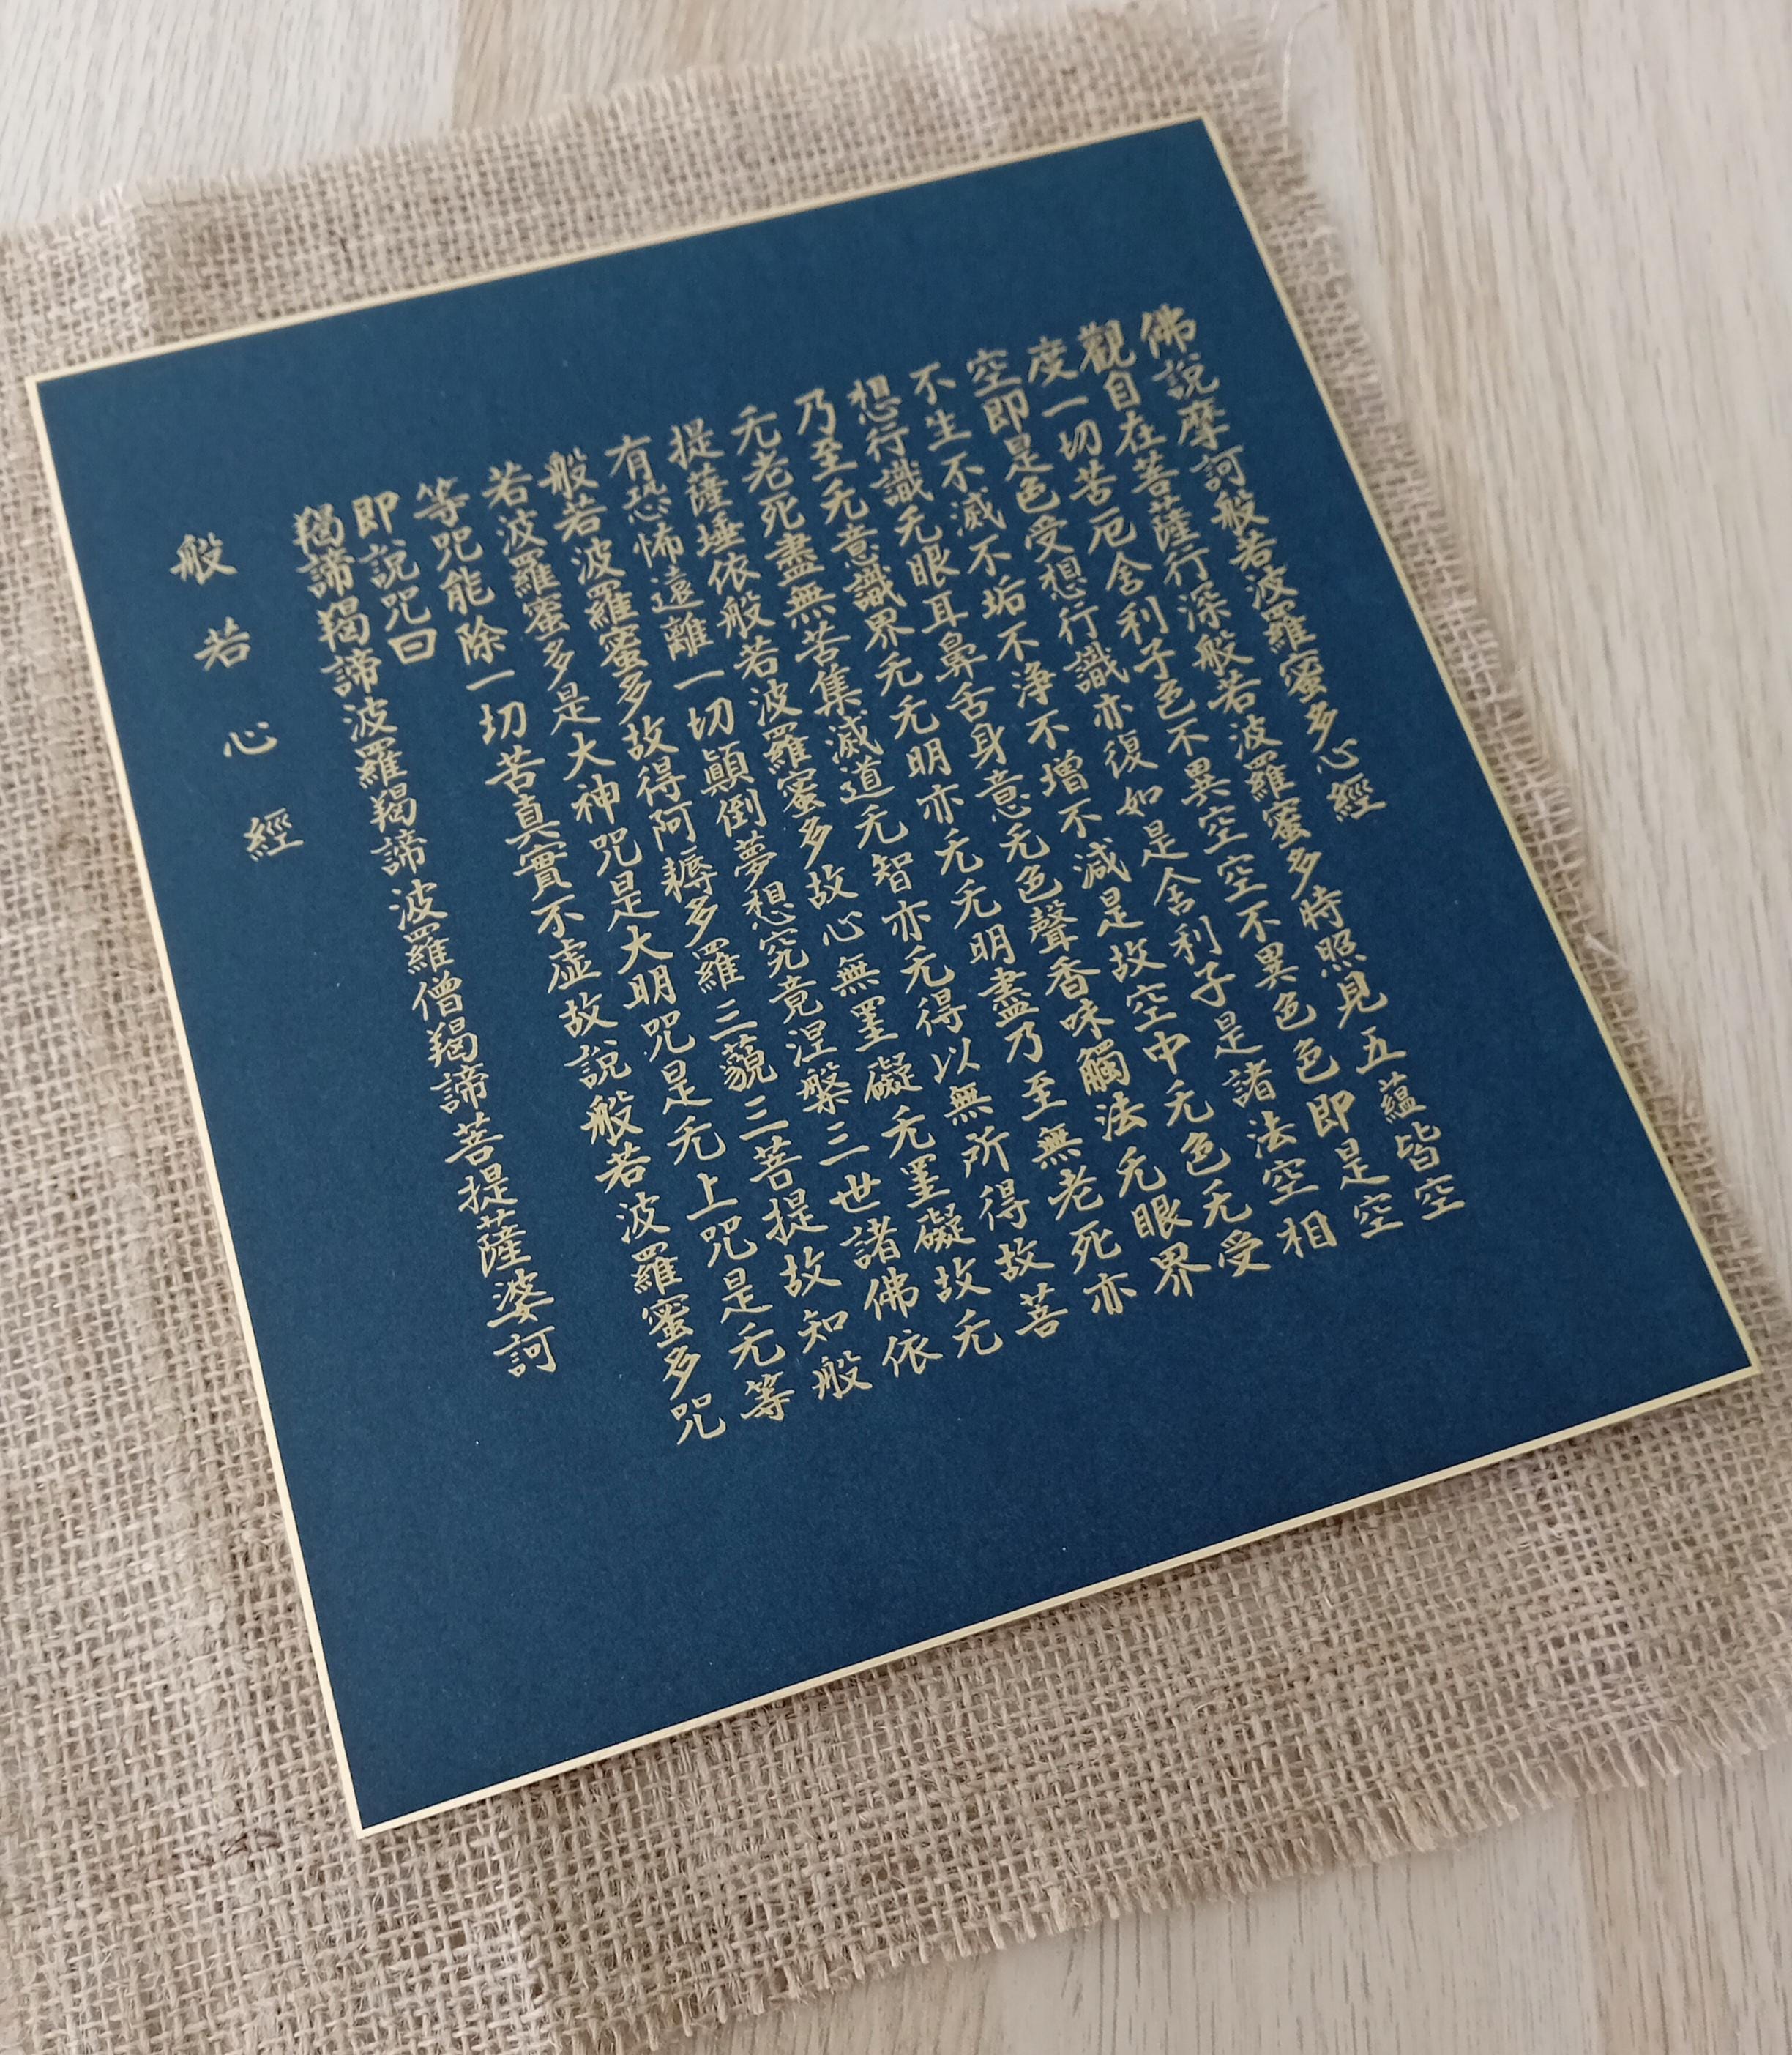 佛說摩訶般若波羅蜜多心經
觀自在菩薩行深般若波羅蜜多時照見五蘊皆空
度一切苦厄舍利子色不異空空不異色色即是空
空即是色受想行識亦復如是舍利子是諸法空相
不生不滅不垢不淨不增不減是故空中无色无受
想行識无眼耳鼻舌身意无色聲香味觸法无眼界
乃至无意識界无无明亦无无明盡乃至無老死亦
无老死盡無苦集滅道无智亦无得以無所得故菩
提薩埵依般若波羅蜜多故心無罣礙无罣礙故无
有恐怖遠離一切顛倒夢想究竟涅槃三世諸佛依
般若波羅蜜多故得阿耨多羅三藐三菩提故知般
若波羅蜜多是大神咒是大明咒是无上咒是无等
等咒能除一切苦真實不虛故說般若波羅蜜多咒
即說咒曰
羯諦羯諦波羅羯諦波羅僧羯諦菩提薩婆訶
般若心經